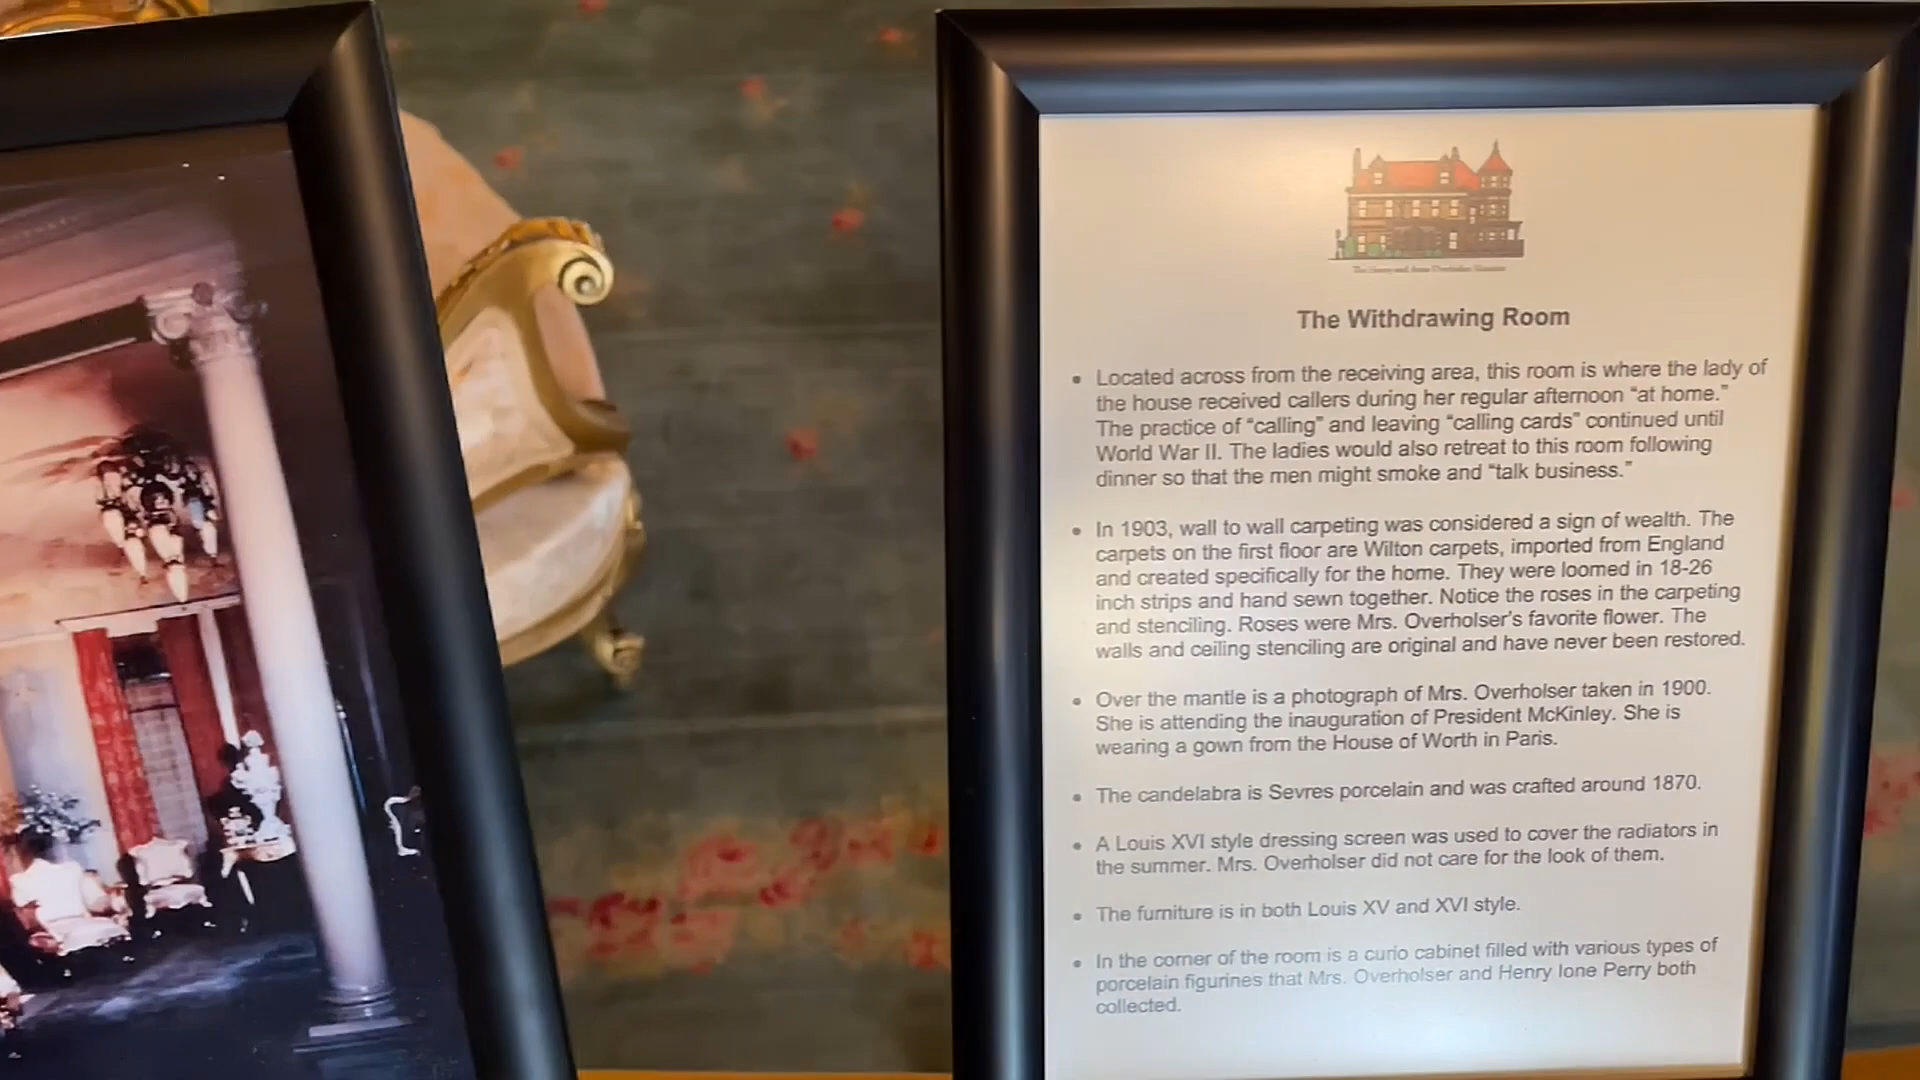 The Henry and Anna Overholser Mansion
The Withdrawing Room
• Located across from the receiving area, this room is where the lady of
the house received callers during her regular afternoon “at home.”
The practice of “calling” and leaving “calling cards” continued until
World War II. The ladies would also retreat to this room following
dinner so that the men might smoke and “talk business.”
• In 1903, wall to wall carpeting was considered a sign of wealth. The
carpets on the first floor are Wilton carpets, imported from England
and created specifically for the home. They were loomed in 18-26
inch strips and hand sewn together. Notice the roses in the carpeting
and stenciling. Roses were Mrs. Overholser's favorite flower. The
walls and ceiling stenciling are original and have never been restored.
• Over the mantle is a photograph of Mrs. Overholser taken in 1900.
She is attending the inauguration of President McKinley. She is
wearing a gown from the House of Worth in Paris.
• The candelabra is Sevres porcelain and was crafted around 1870.
• A Louis XVI style dressing screen was used to cover the radiators in
the summer. Mrs. Overholser did not care for the look of them.
• The furniture is in both Louis XV and XVI style.
• In the corner of the room is a curio cabinet filled with various types of
porcelain figurines that Mrs. Overholser and Henry Ione Perry both
collected.